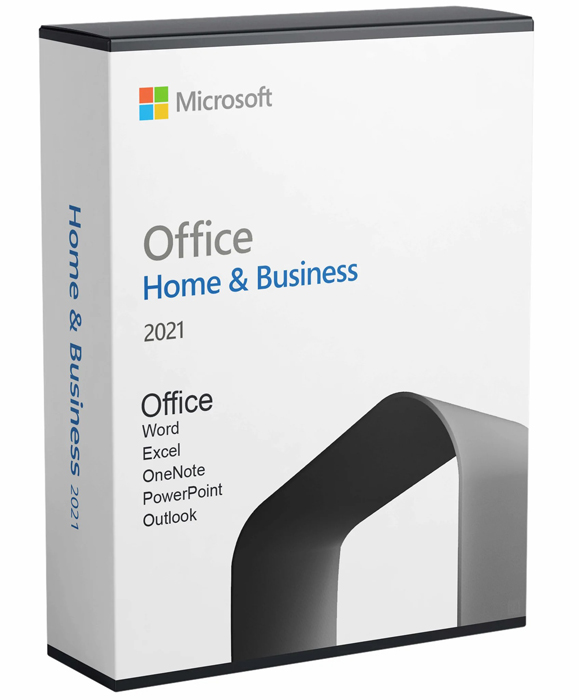 Microsoft
Office
Home & Business
2021
Office
Word
Excel
OneNote
PowerPoint
Outlook
Home & Business 2021